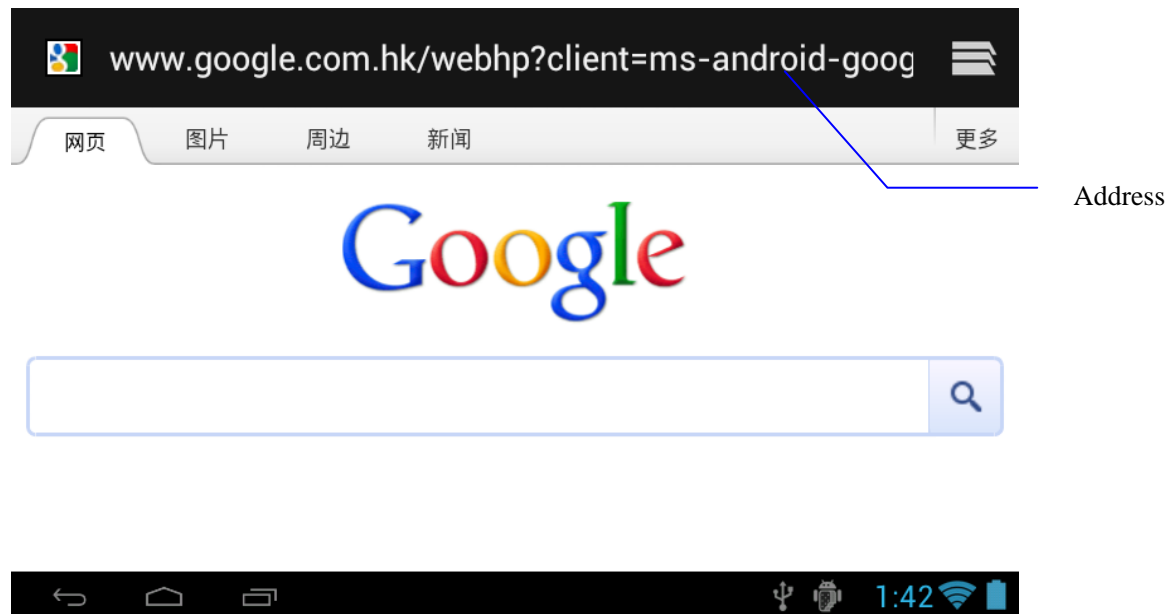 www.google.com.hk/webhp?client=ms-android-goog
网页 图片 周边 新闻 更多
Address
Google
1:42